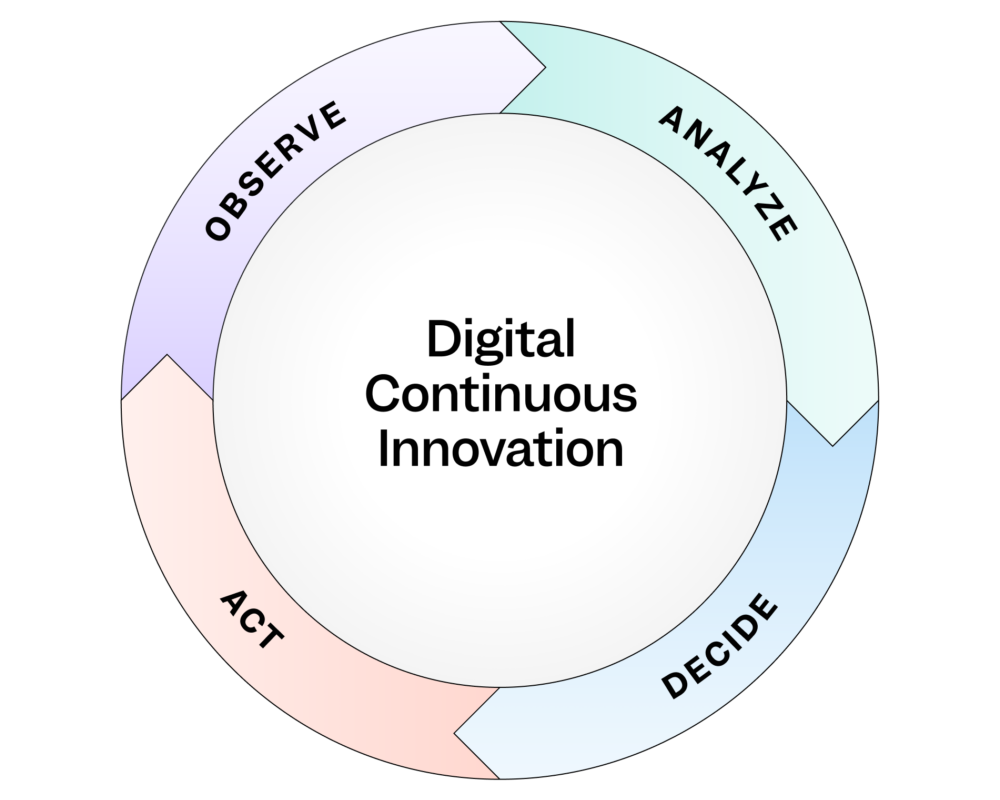 OBSERVE
ANALYZE
Digital
Continuous
Innovation
ACT
DECIDE